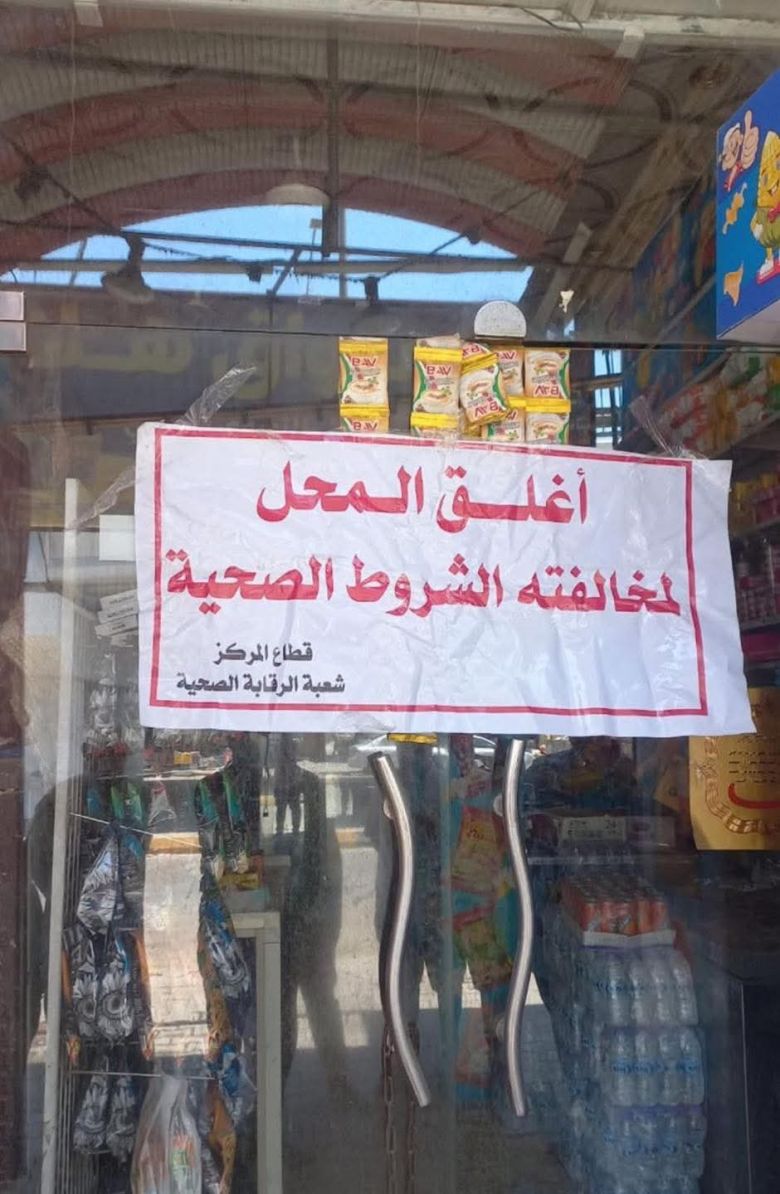 أغلق المحل
لمخالفته الشروط الصحية
قطاع المركز
شعبة الرقابة الصحية